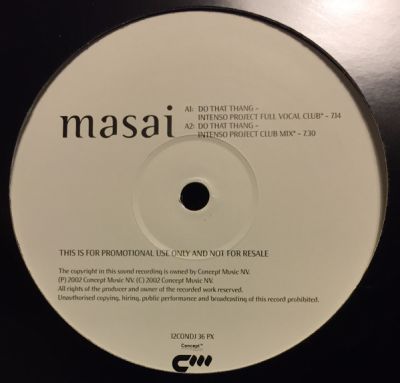 masai
A1: DO THAT THANG –
INTENSO PROJECT FULL VOCAL CLUB* – 7.14
A2: DO THAT THANG –
INTENSO PROJECT CLUB MIX* – 7.30
THIS IS FOR PROMOTIONAL USE ONLY AND NOT FOR RESALE
The copyright in this sound recording is owned by Concept Music NV.
(P) 2002 Concept Music NV. (C) 2002 Concept Music NV.
All rights of the producer and owner of the recorded work reserved.
Unauthorised copying, hiring, public performance and broadcasting of this record prohibited.
12CONDJ 36 PX
Concept™